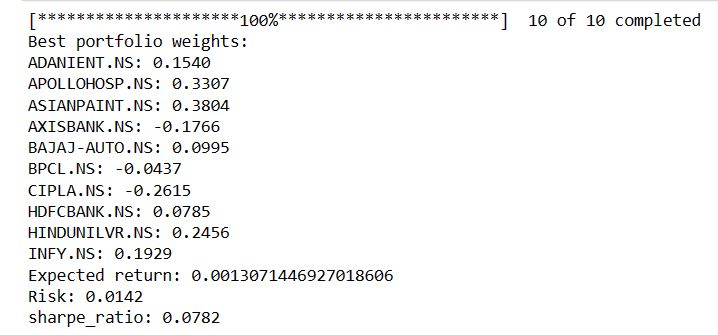 [*********************100%***********************]  10 of 10 completed
Best portfolio weights:
ADANIENT.NS: 0.1540
APOLLOHOSP.NS: 0.3307
ASIANPAINT.NS: 0.3804
AXISBANK.NS: -0.1766
BAJAJ-AUTO.NS: 0.0995
BPCL.NS: -0.0437
CIPLA.NS: -0.2615
HDFCBANK.NS: 0.0785
HINDUNILVR.NS: 0.2456
INFY.NS: 0.1929
Expected return: 0.0013071446927018606
Risk: 0.0142
sharpe_ratio: 0.0782